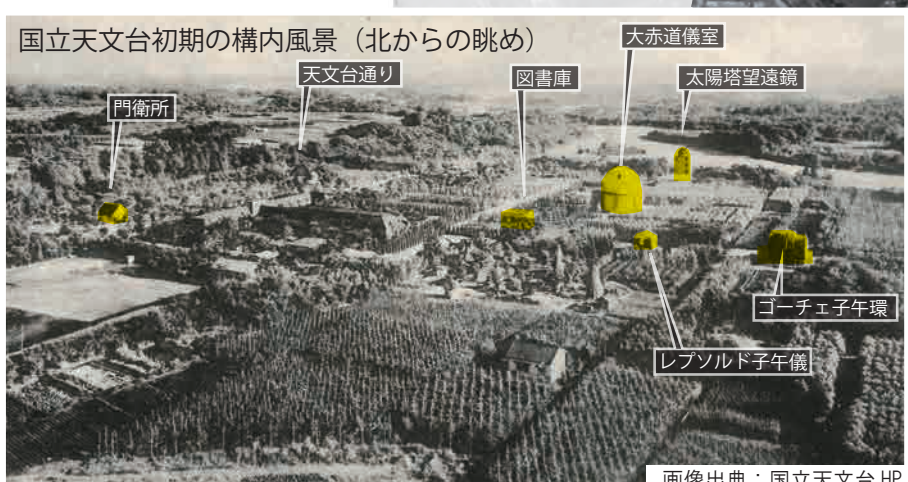 国立天文台初期の構内風景（北からの眺め）
大赤道儀室
天文台通り
図書庫
太陽塔望遠鏡
門衛所
ゴーチェ子午環
レプソルド子午儀
画像出典：国立天文台 HP